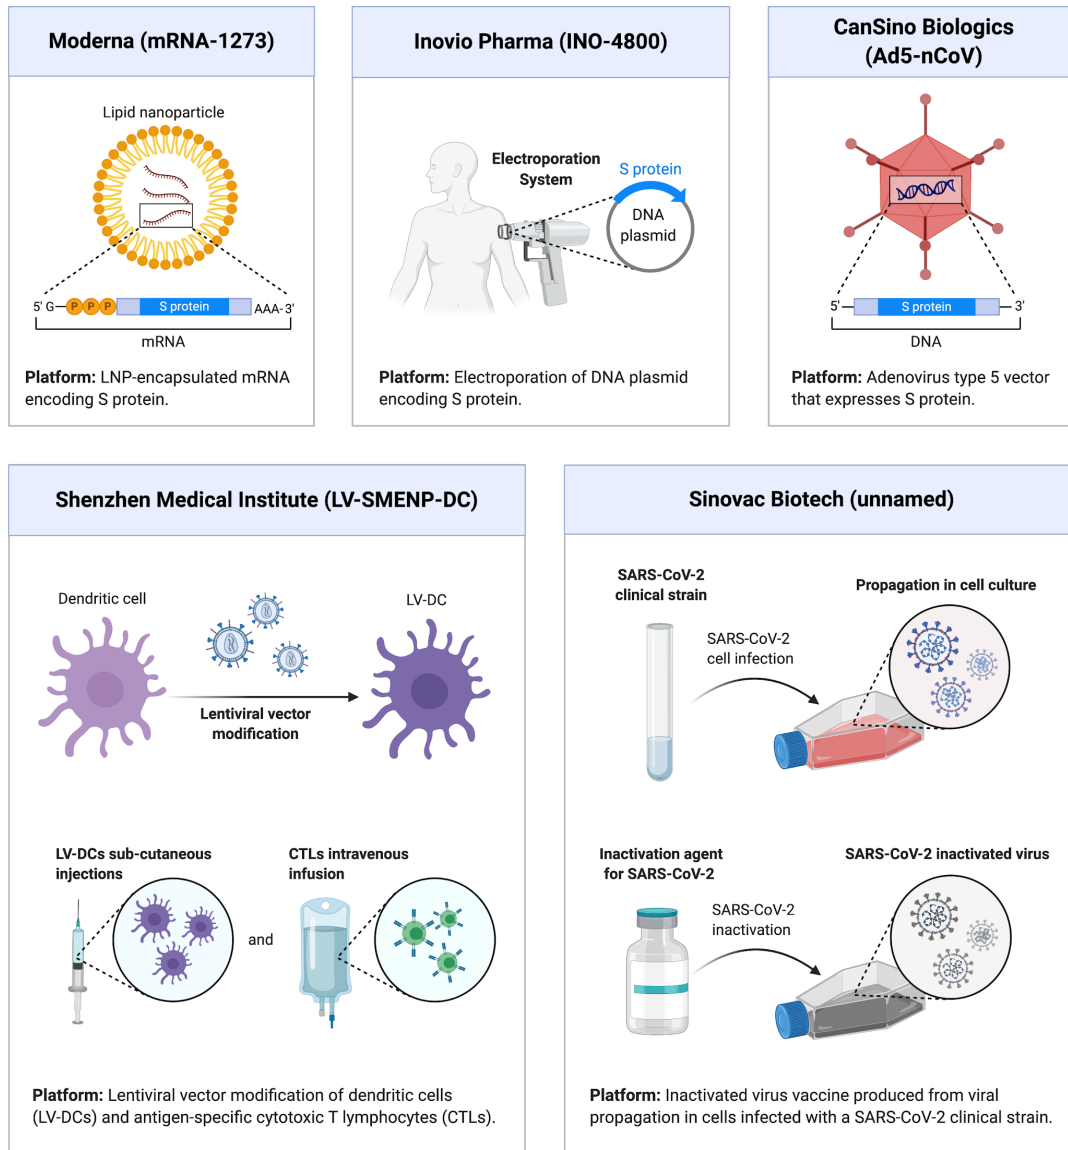 Moderna (mRNA-1273)
Lipid nanoparticle
5' G
P P P
S protein
AAA- 3'
mRNA
Platform: LNP-encapsulated mRNA
encoding S protein.
Inovio Pharma (INO-4800)
Electroporation
System
S protein
DNA
plasmid
Platform: Electroporation of DNA plasmid
encoding S protein.
CanSino Biologics
(Ad5-nCoV)
5'
S protein
3'
DNA
Platform: Adenovirus type 5 vector
that expresses S protein.
Shenzhen Medical Institute (LV-SMENP-DC)
Dendritic cell
LV-DC
Lentiviral vector
modification
LV-DCs sub-cutaneous
injections
and
CTLs intravenous
infusion
Platform: Lentiviral vector modification of dendritic cells
(LV-DCs) and antigen-specific cytotoxic T lymphocytes (CTLs).
Sinovac Biotech (unnamed)
SARS-CoV-2
clinical strain
SARS-CoV-2
cell infection
Propagation in cell culture
Inactivation agent
for SARS-CoV-2
SARS-CoV-2
inactivation
SARS-CoV-2 inactivated virus
Platform: Inactivated virus vaccine produced from viral
propagation in cells infected with a SARS-CoV-2 clinical strain.